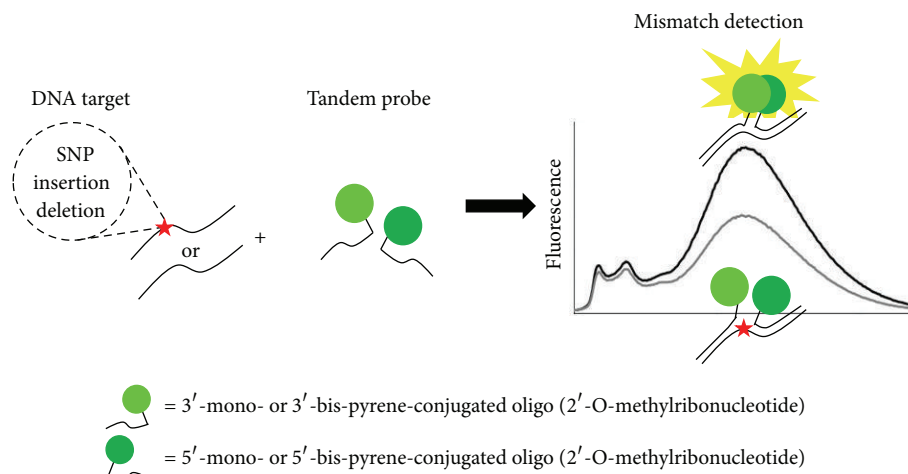 Mismatch detection
DNA target
Tandem probe
SNP
insertion
deletion
or
+
Fluorescence
= 3′-mono- or 3′-bis-pyrene-conjugated oligo (2′-O-methylribonucleotide)
= 5′-mono- or 5′-bis-pyrene-conjugated oligo (2′-O-methylribonucleotide)